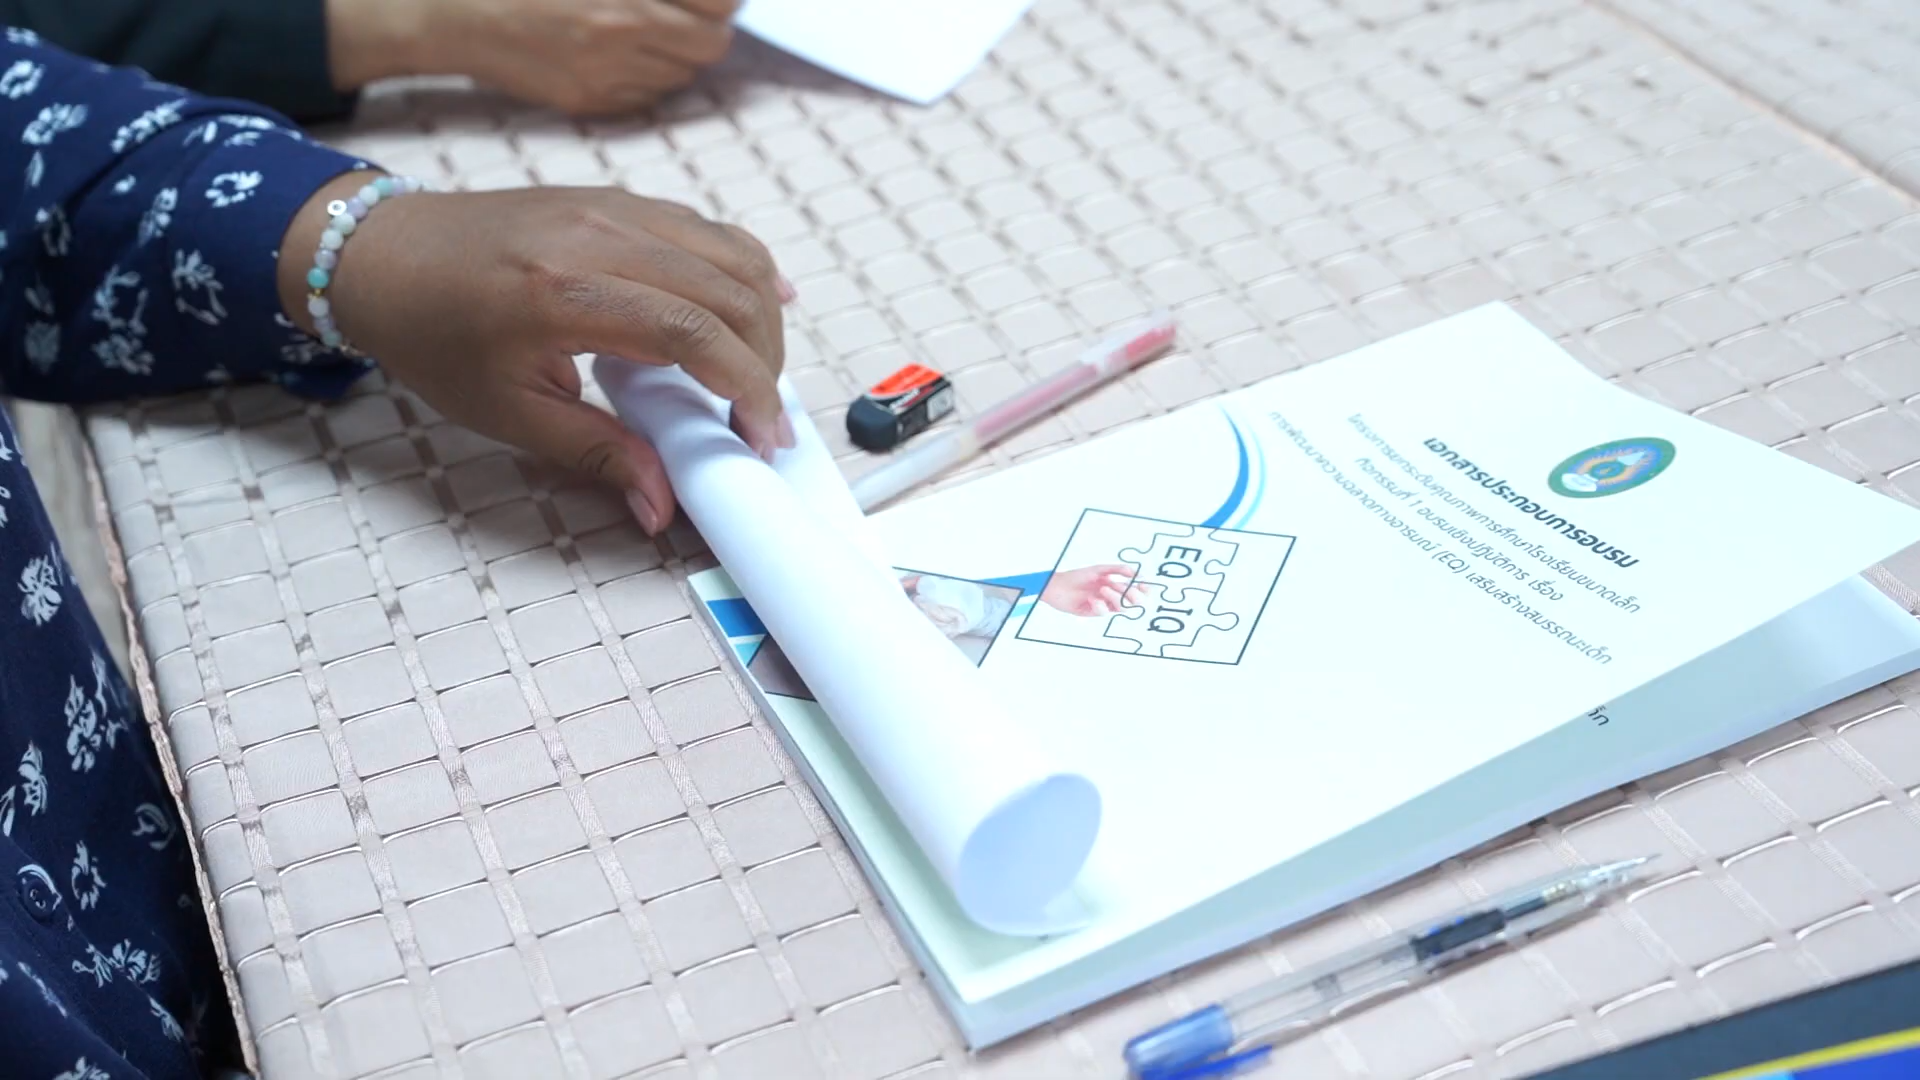 เอกสารประกอบการอบรม
โครงการยกระดับคุณภาพการศึกษาโรงเรียนขนาดเล็ก
กิจกรรมที่ 1 อบรมเชิงปฏิบัติการ เรื่อง
การพัฒนาความฉลาดทางอารมณ์ (EQ) เสริมสร้างสมรรถนะเด็ก
EQ IQ